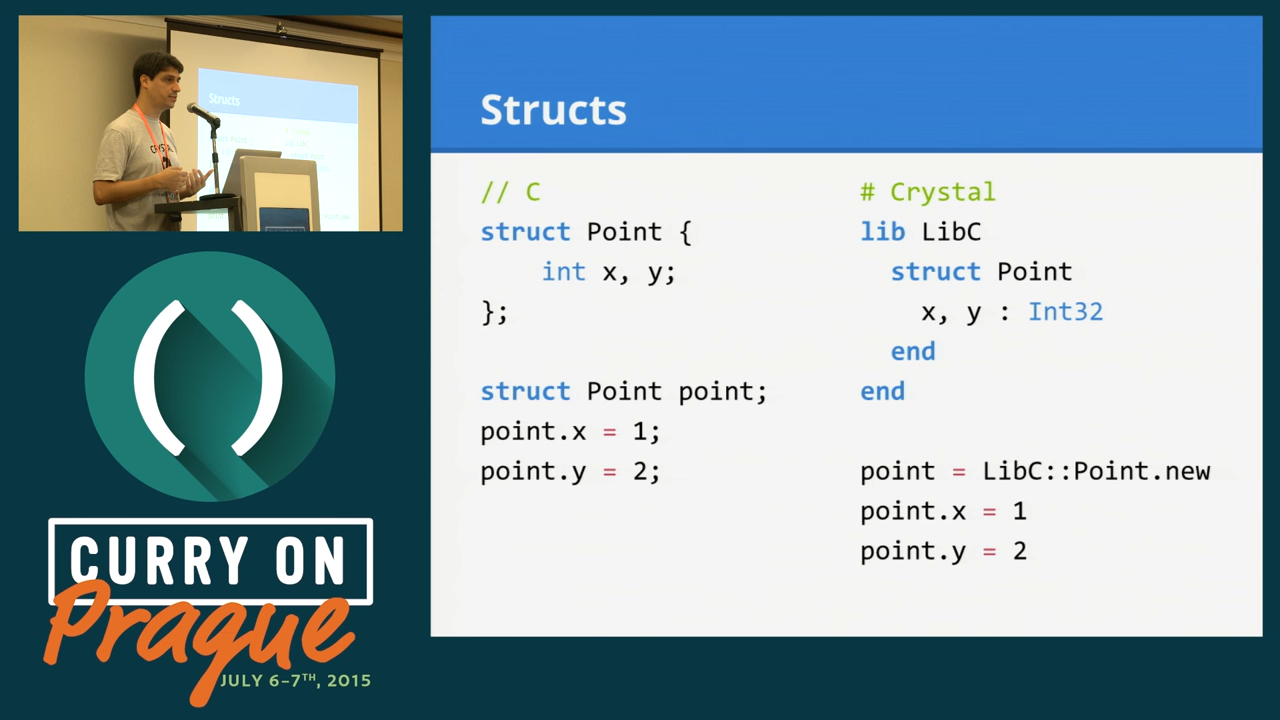 Structs
// C
struct Point {
    int x, y;
};
struct Point point;
point.x = 1;
point.y = 2;
# Crystal
lib LibC
  struct Point
    x, y : Int32
  end
end
point = LibC::Point.new
point.x = 1
point.y = 2
Structs
CURRY ON
Prague
JULY 6-7TH, 2015